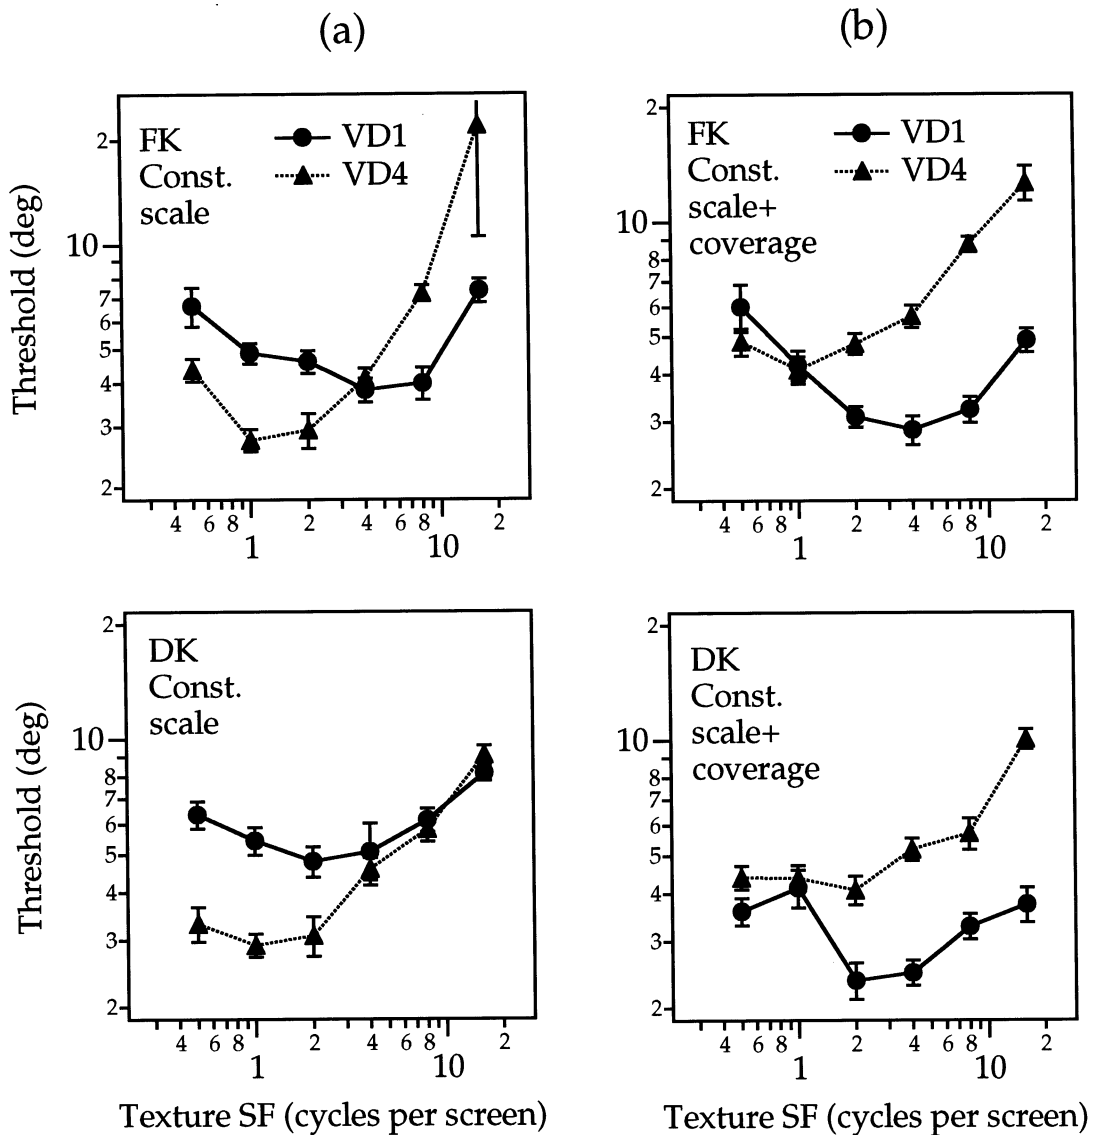 (a)
(b)
FK
Const.
scale
VD1
VD4
Threshold (deg)
2
10
7
6
5
4
3
2
4 6 8 2 4 6 8 2
1 10
FK
Const.
scale+
coverage
VD1
VD4
2
10
8
7
6
5
4
3
2
4 6 8 2 4 6 8 2
1 10
DK
Const.
scale
Threshold (deg)
2
10
8
7
6
5
4
3
2
4 6 8 2 4 6 8 2
1 10
Texture SF (cycles per screen)
DK
Const.
scale+
coverage
2
10
8
7
6
5
4
3
2
4 6 8 2 4 6 8 2
1 10
Texture SF (cycles per screen)